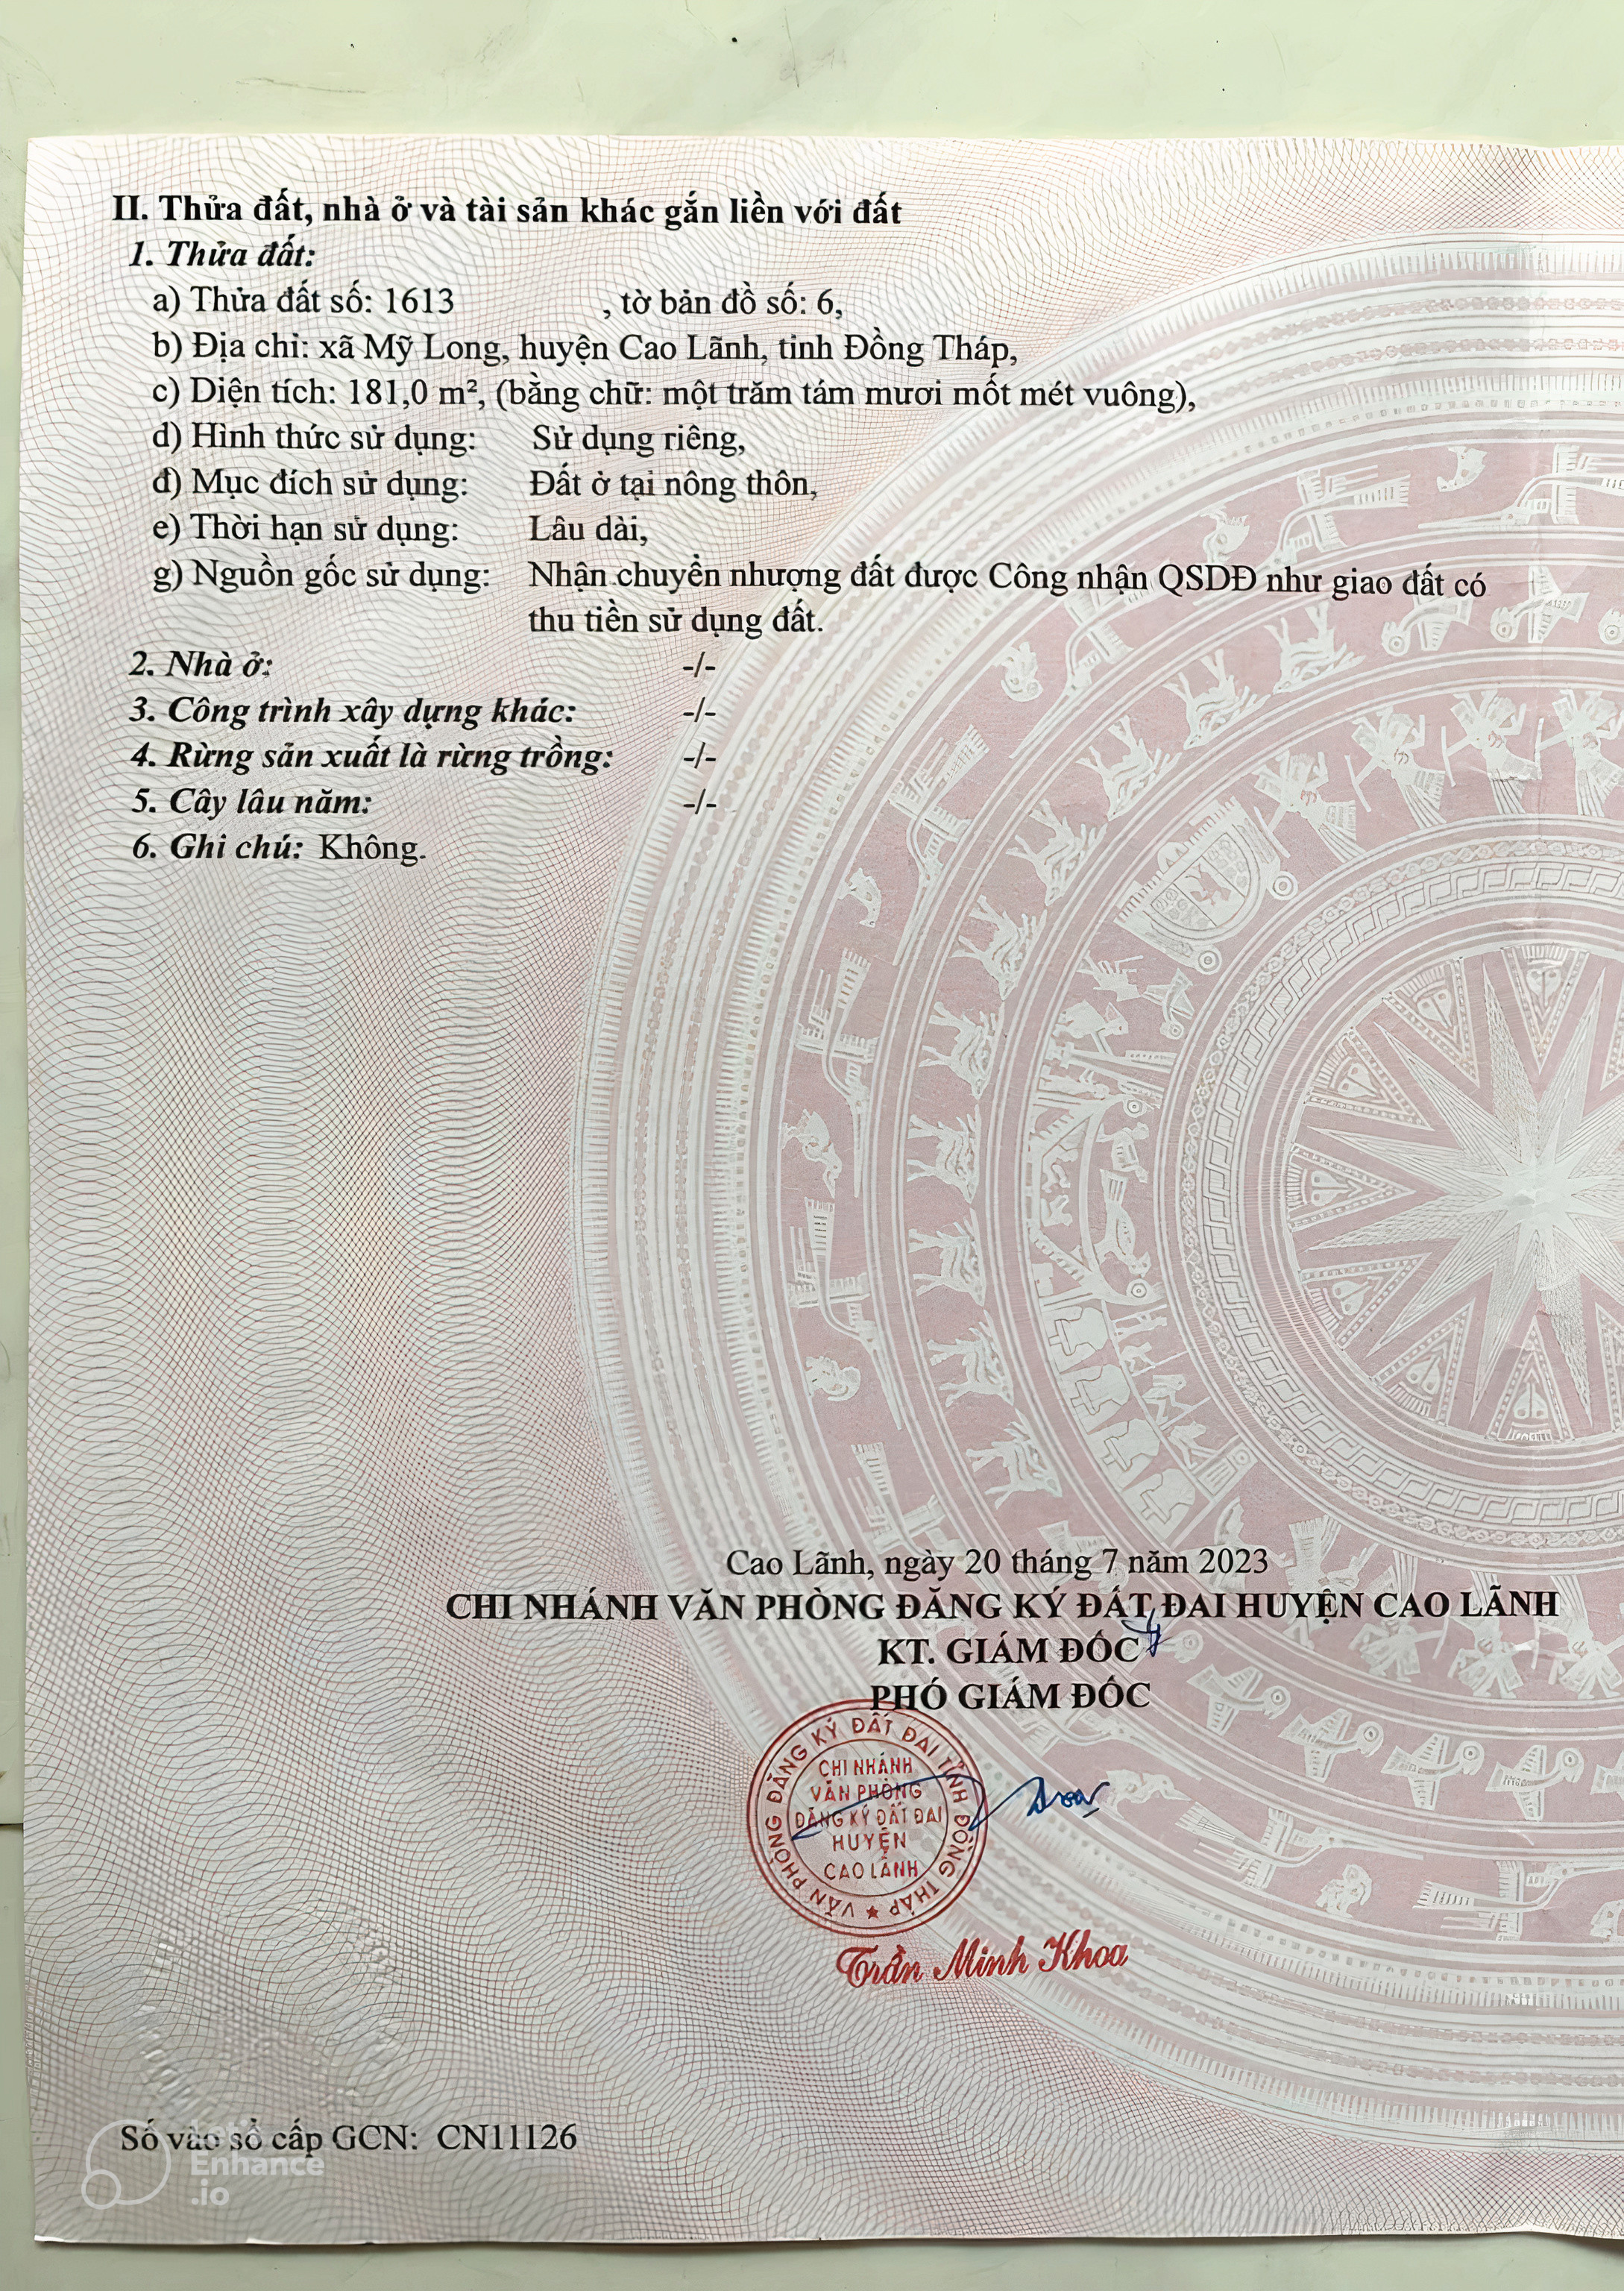 II. Thửa đất, nhà ở và tài sản khác gắn liền với đất
1. Thửa đất:
a) Thửa đất số: 1613 , tờ bản đồ số: 6,
b) Địa chỉ: xã Mỹ Long, huyện Cao Lãnh, tỉnh Đồng Tháp,
c) Diện tích: 181,0 m², (bằng chữ: một trăm tám mươi mốt mét vuông),
d) Hình thức sử dụng: Sử dụng riêng,
đ) Mục đích sử dụng: Đất ở tại nông thôn,
e) Thời hạn sử dụng: Lâu dài,
g) Nguồn gốc sử dụng: Nhận chuyển nhượng đất được Công nhận QSDĐ như giao đất có
thu tiền sử dụng đất.
2. Nhà ở: -/-
3. Công trình xây dựng khác: -/-
4. Rừng sản xuất là rừng trồng: -/-
5. Cây lâu năm: -/-
6. Ghi chú: Không.
Cao Lãnh, ngày 20 tháng 7 năm 2023
CHI NHÁNH VĂN PHÒNG ĐĂNG KÝ ĐẤT ĐAI HUYỆN CAO LÃNH
KT. GIÁM ĐỐC
PHÓ GIÁM ĐỐC
VĂN PHÒNG ĐĂNG KÝ ĐẤT ĐAI TỈNH ĐỒNG THÁP
CHI NHÁNH
VĂN PHÒNG
ĐĂNG KÝ ĐẤT ĐAI
HUYỆN
CAO LÃNH
Trần Minh Khoa
Số vào sổ cấp GCN: CN11126
Enhance
.io